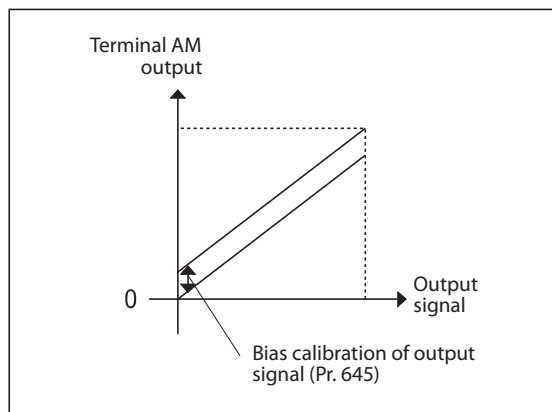 Terminal AM
output
0
Output
signal
Bias calibration of output
signal (Pr. 645)